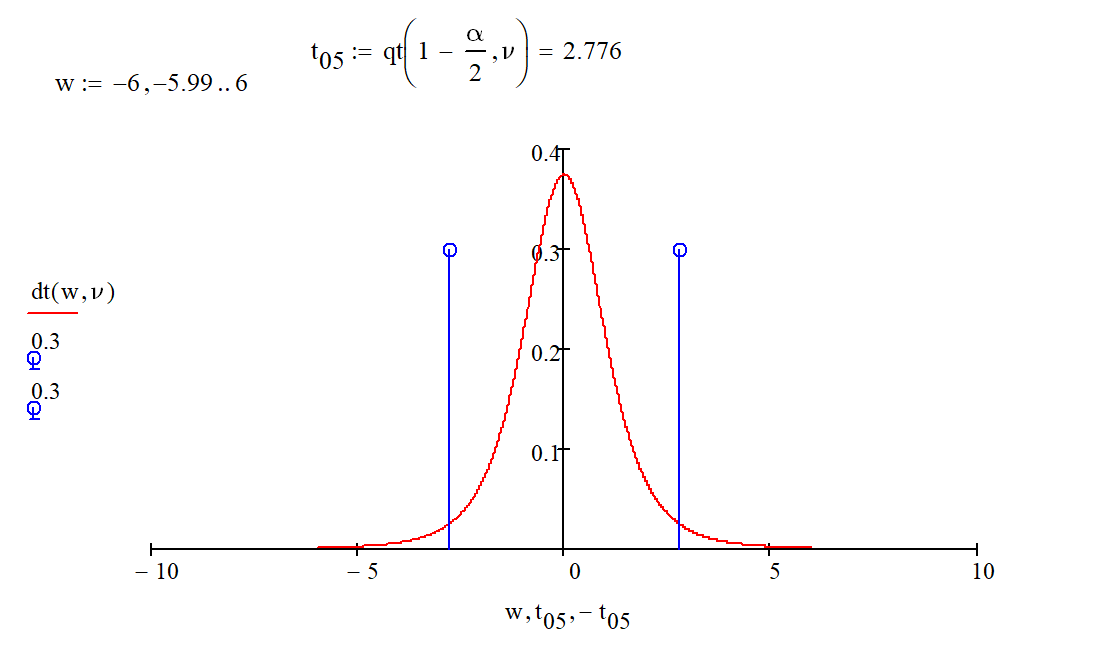 t05 := qt(1 − α/2, ν) = 2.776
w := −6, −5.99 .. 6
0.4
0.3
0.2
0.1
dt(w, ν)
0.3
0.3
− 10 − 5 0 5 10
w, t05, − t05